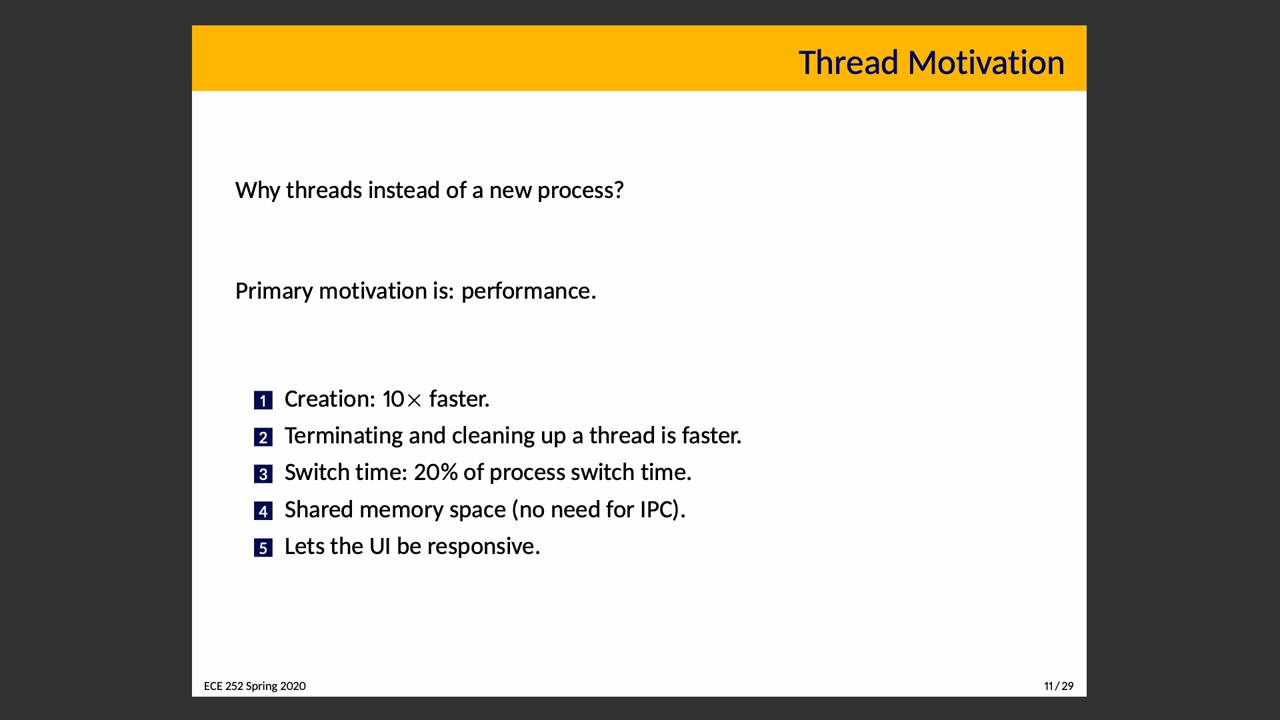 Thread Motivation
Why threads instead of a new process?
Primary motivation is: performance.
1 Creation: 10× faster.
2 Terminating and cleaning up a thread is faster.
3 Switch time: 20% of process switch time.
4 Shared memory space (no need for IPC).
5 Lets the UI be responsive.
ECE 252 Spring 2020
11 / 29